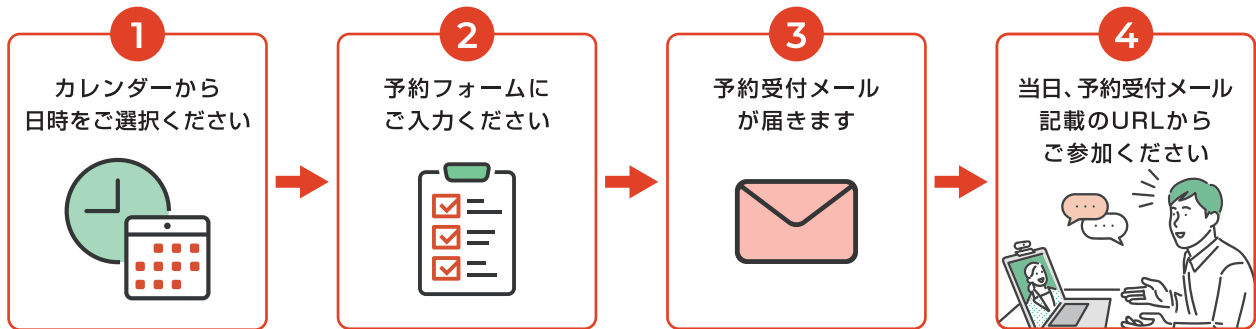 1
カレンダーから
日時をご選択ください
2
予約フォームに
ご入力ください
3
予約受付メール
が届きます
4
当日、予約受付メール
記載のURLから
ご参加ください